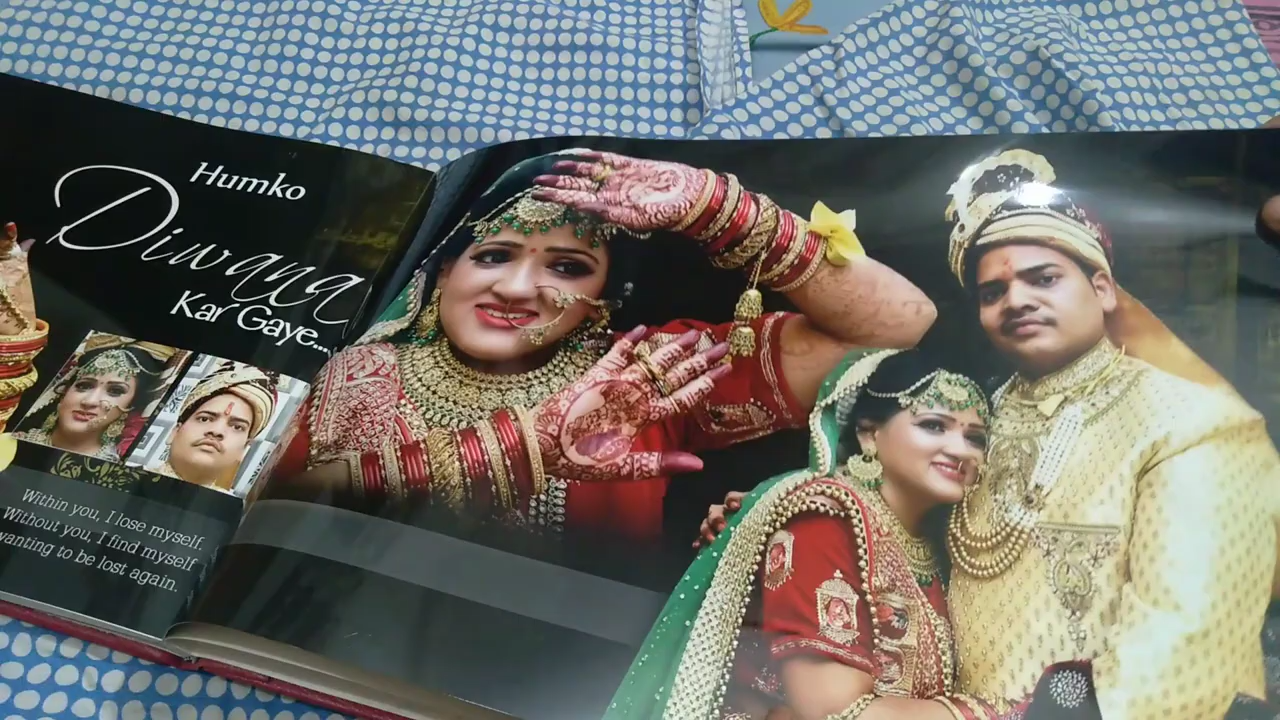 Humko
Diwana
Kar Gaye...
Within you, I lose myself.
Without you, I find myself
wanting to be lost again.